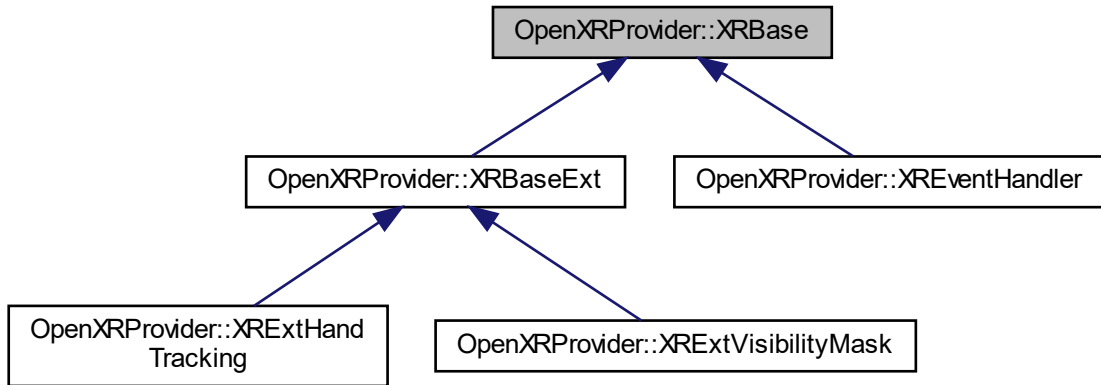 OpenXRProvider::XRBase
OpenXRProvider::XRBaseExt
OpenXRProvider::XREventHandler
OpenXRProvider::XRExtHand
Tracking
OpenXRProvider::XRExtVisibilityMask